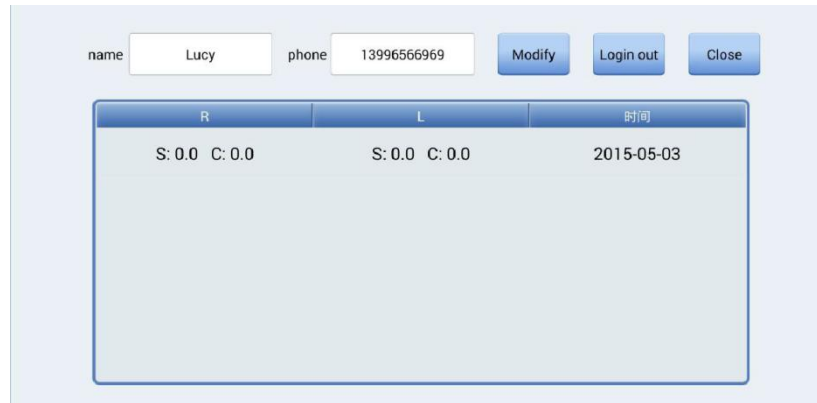 name Lucy phone 13996566969 Modify Login out Close
R L 时间
S: 0.0 C: 0.0 S: 0.0 C: 0.0 2015-05-03